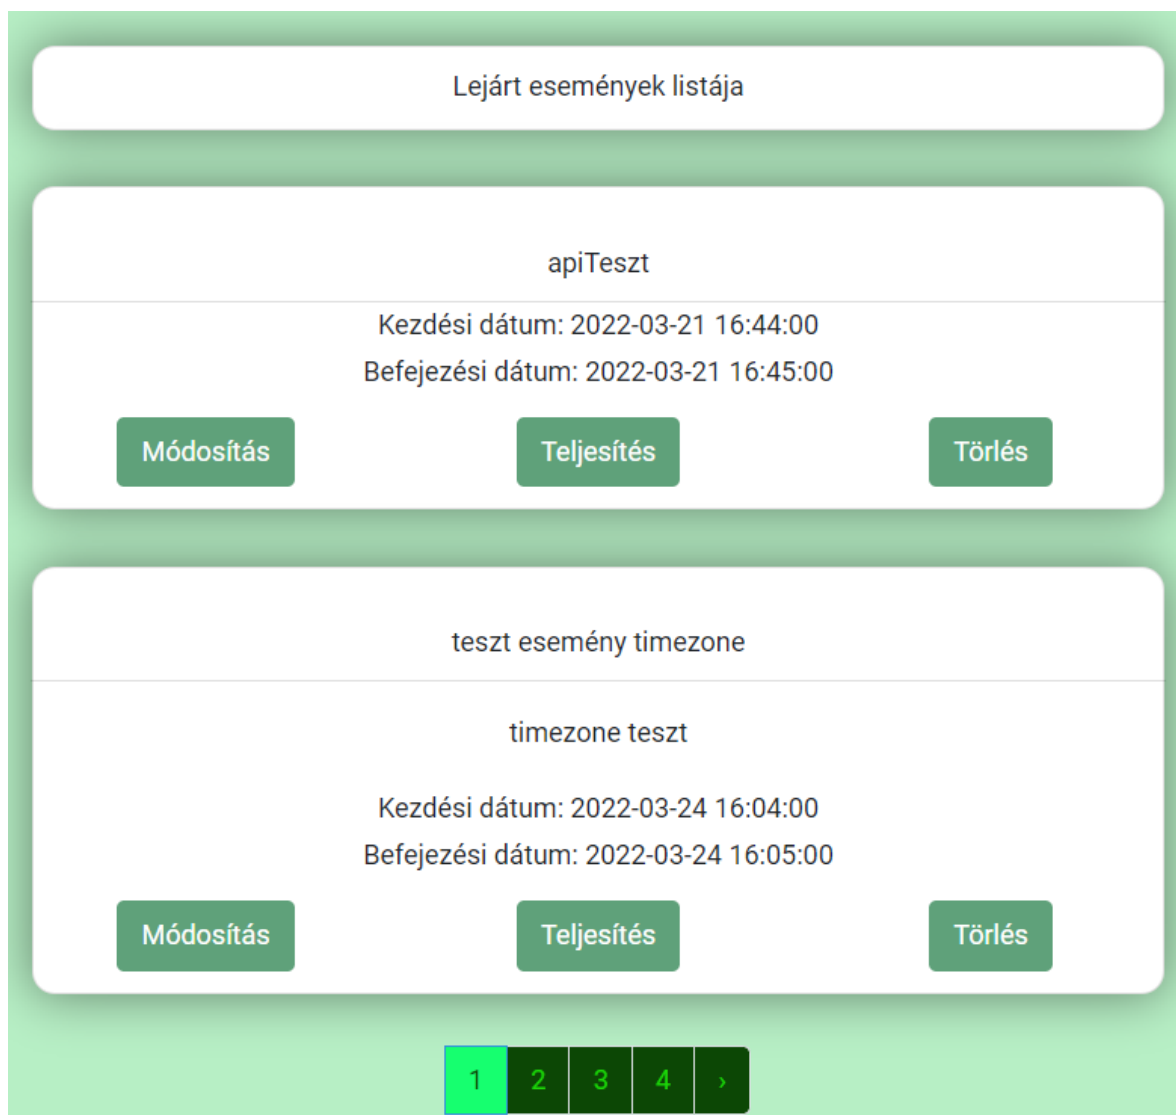 Lejárt események listája
apiTeszt
Kezdési dátum: 2022-03-21 16:44:00
Befejezési dátum: 2022-03-21 16:45:00
Módosítás Teljesítés Törlés
teszt esemény timezone
timezone teszt
Kezdési dátum: 2022-03-24 16:04:00
Befejezési dátum: 2022-03-24 16:05:00
Módosítás Teljesítés Törlés
1 2 3 4 ›